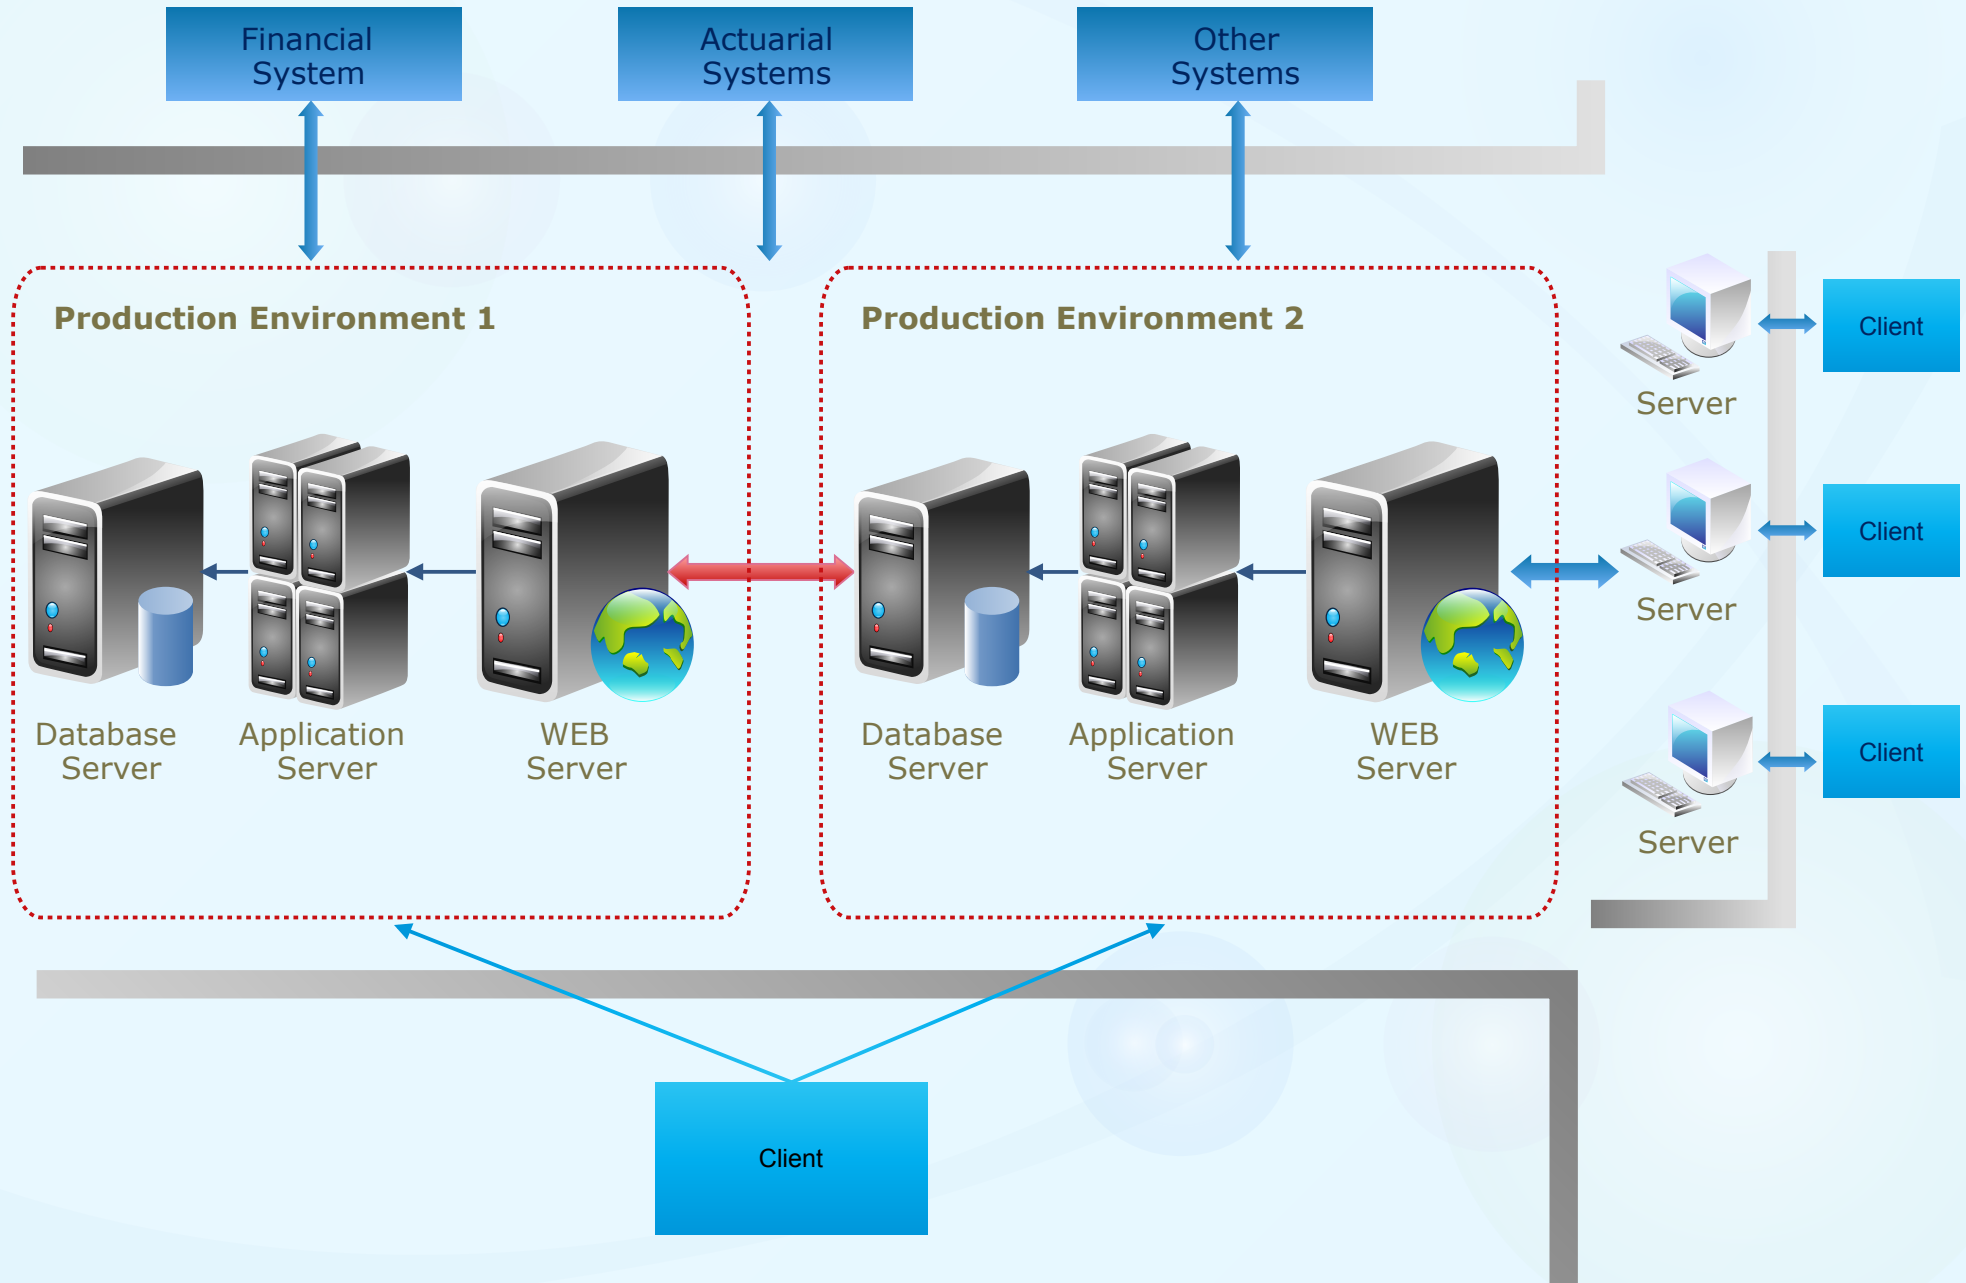 Financial
System
Actuarial
Systems
Other
Systems
Production Environment 1
Production Environment 2
Client
Server
Client
Server
Client
Server
Database
Server
Application
Server
WEB
Server
Database
Server
Application
Server
WEB
Server
Client